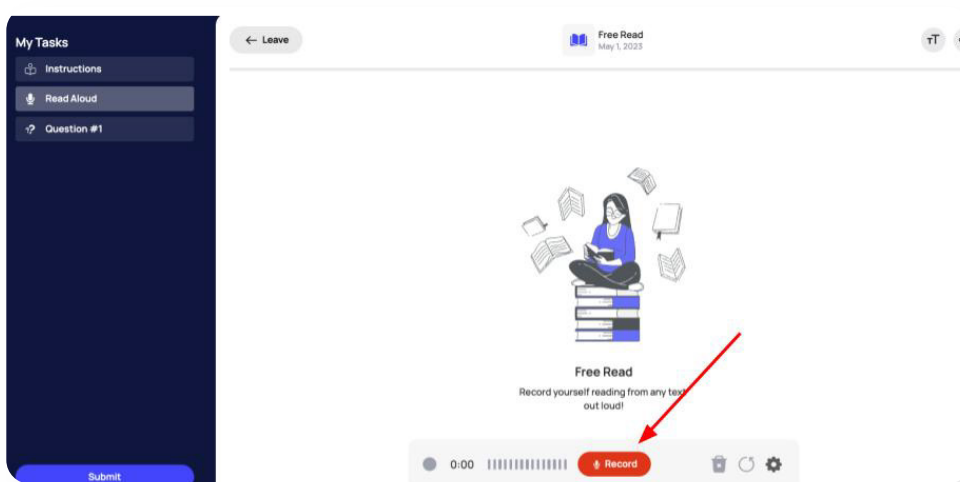 My Tasks
Instructions
Read Aloud
Question #1
Submit
← Leave
Free Read
May 1, 2023
тT
Free Read
Record yourself reading from any text
out loud!
0:00
Record